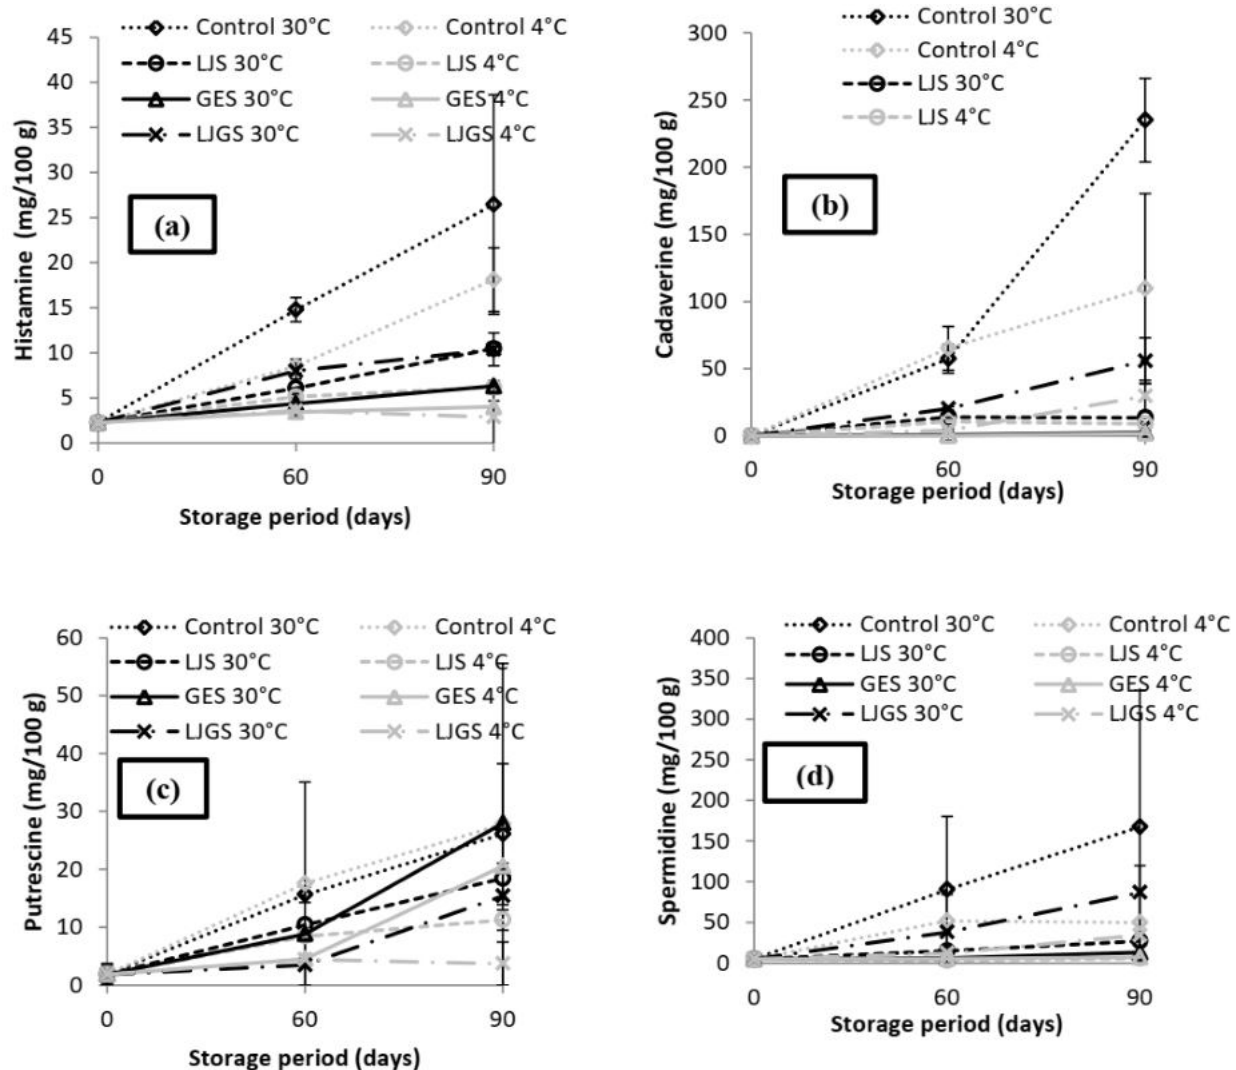 Control 30°C Control 4°C
LJS 30°C LJS 4°C
GES 30°C GES 4°C
LJGS 30°C LJGS 4°C
45
40
35
30
25
20
15
10
5
0
Histamine (mg/100 g)
(a)
0 60 90
Storage period (days)
Control 30°C
Control 4°C
LJS 30°C
LJS 4°C
300
250
200
150
100
50
0
Cadaverine (mg/100 g)
(b)
0 60 90
Storage period (days)
Control 30°C Control 4°C
LJS 30°C LJS 4°C
GES 30°C GES 4°C
LJGS 30°C LJGS 4°C
60
50
40
30
20
10
0
Putrescine (mg/100 g)
(c)
0 60 90
Storage period (days)
Control 30°C Control 4°C
LJS 30°C LJS 4°C
GES 30°C GES 4°C
LJGS 30°C LJGS 4°C
400
350
300
250
200
150
100
50
0
Spermidine (mg/100 g)
(d)
0 60 90
Storage period (days)